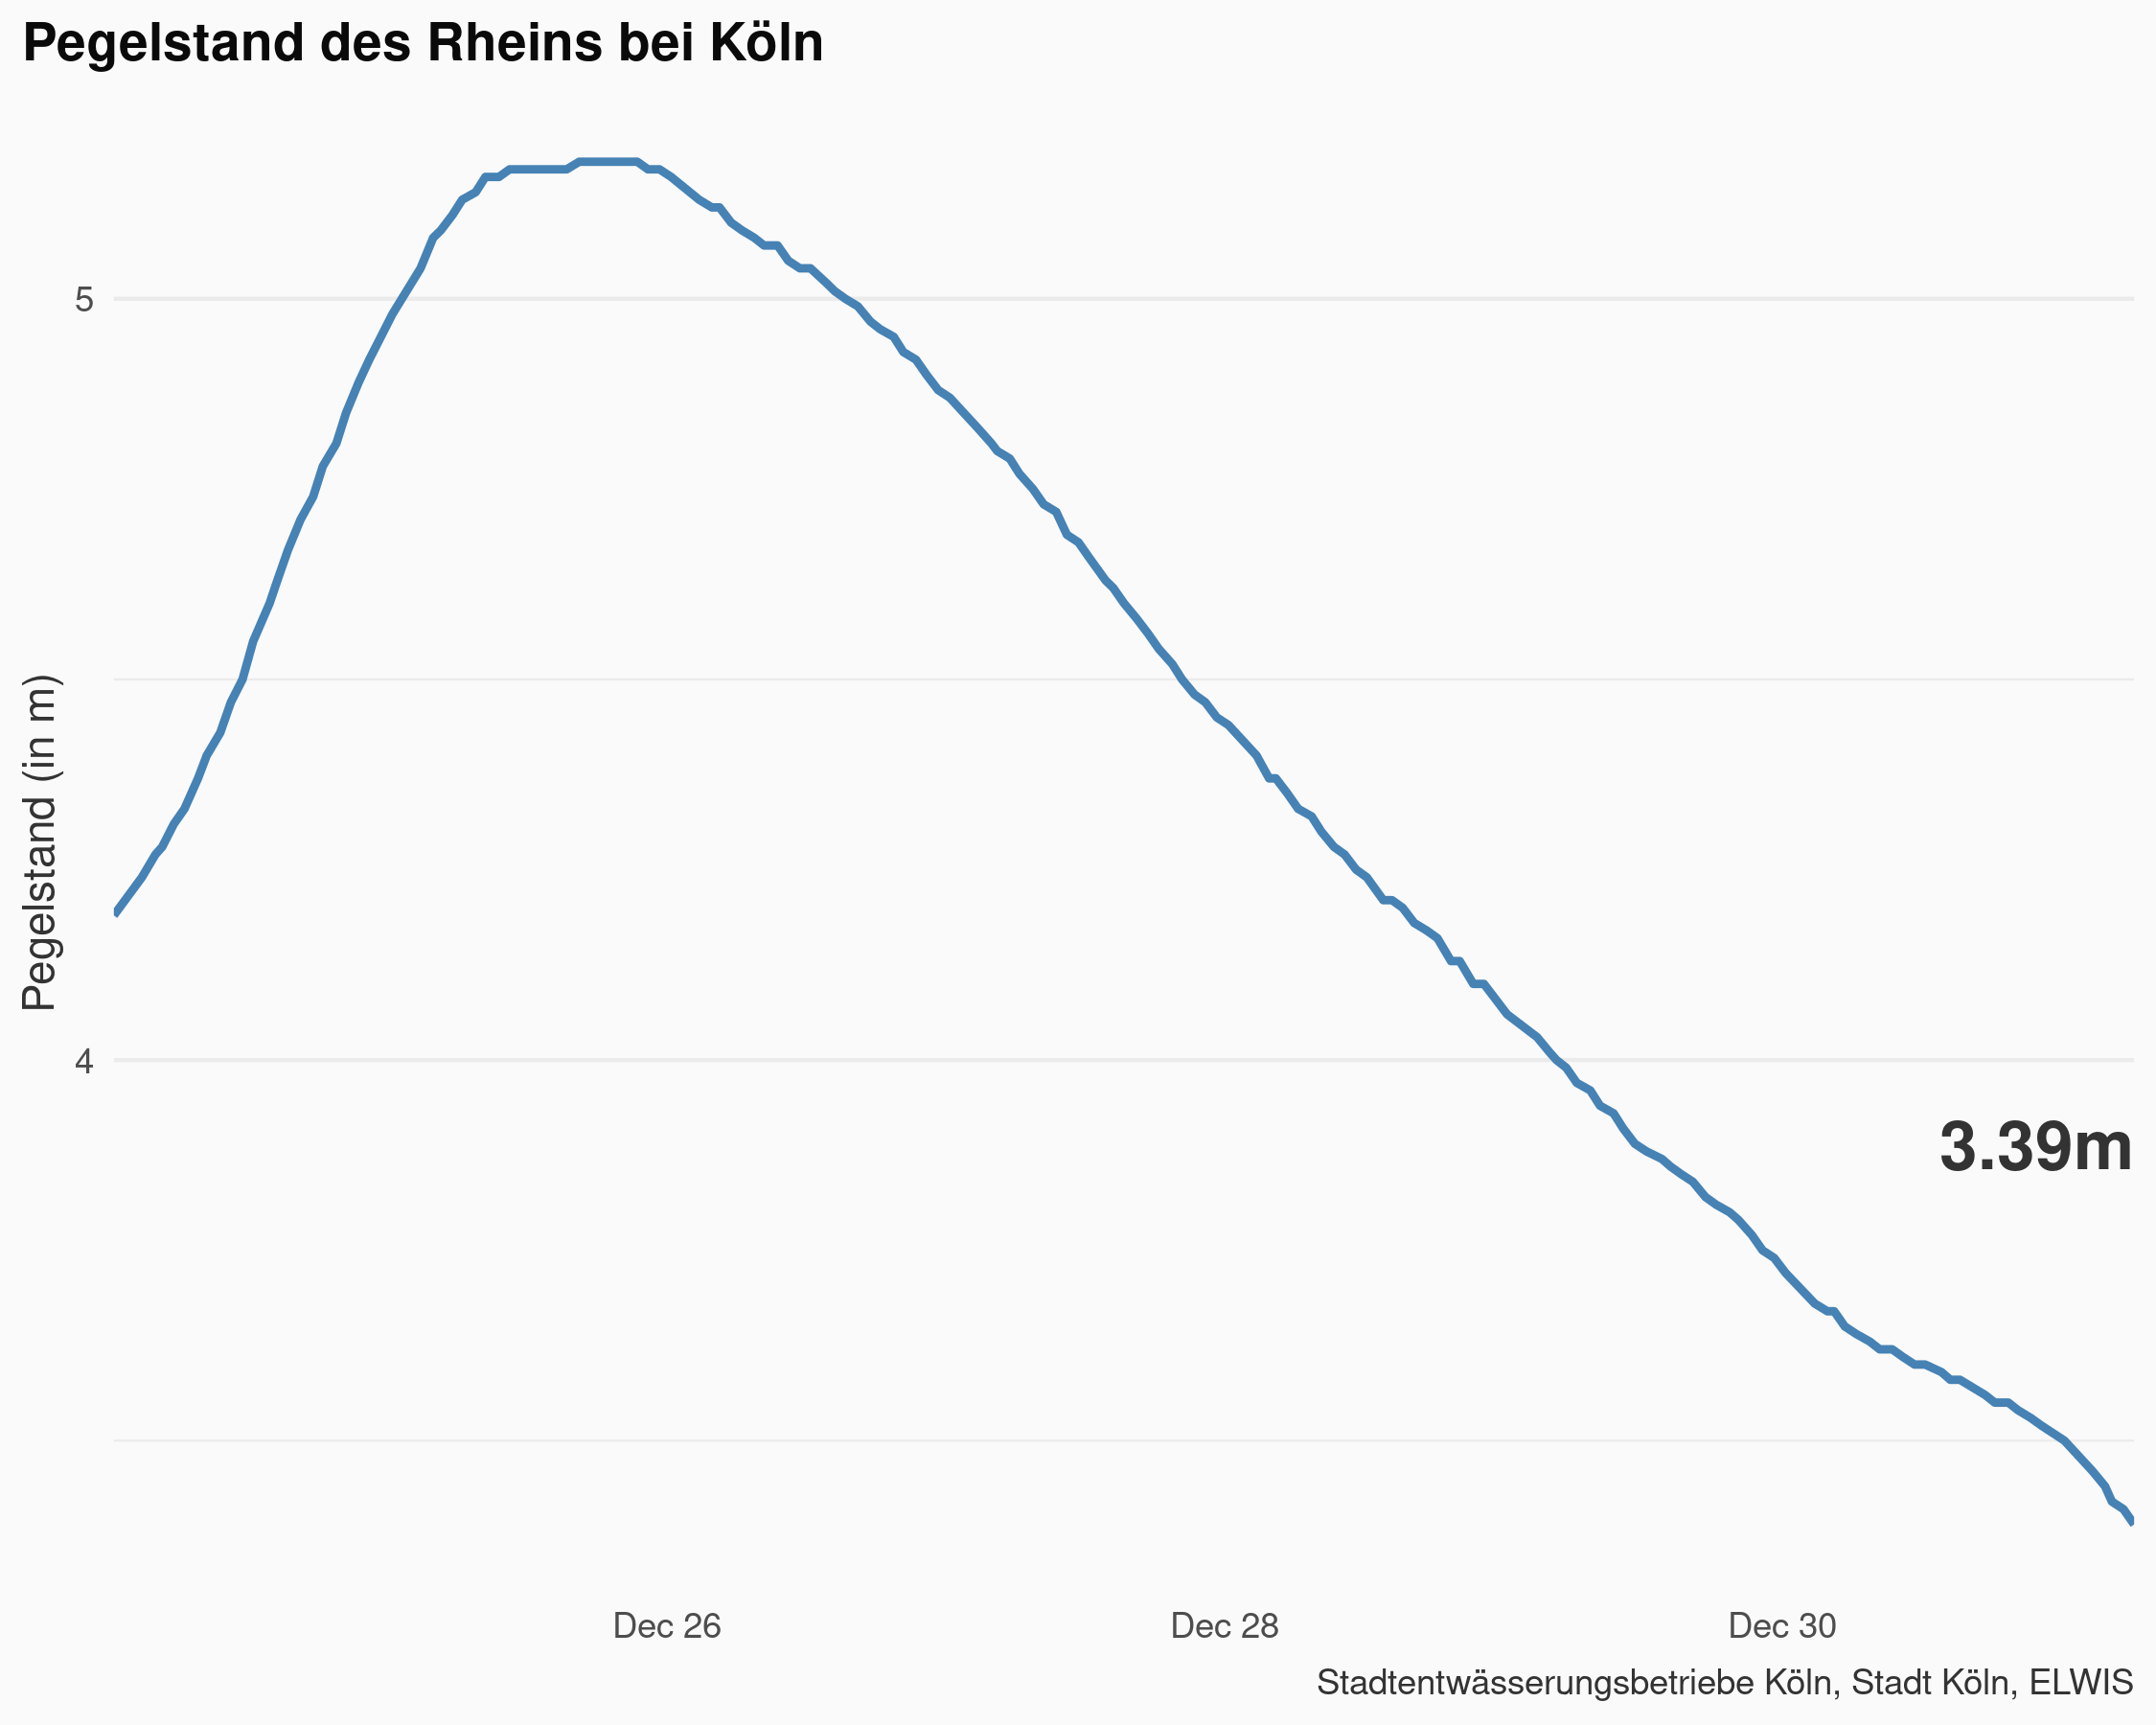 Pegelstand des Rheins bei Köln
Pegelstand (in m)
5
4
3.39m
Dec 26
Dec 28
Dec 30
Stadtentwässerungsbetriebe Köln, Stadt Köln, ELWIS